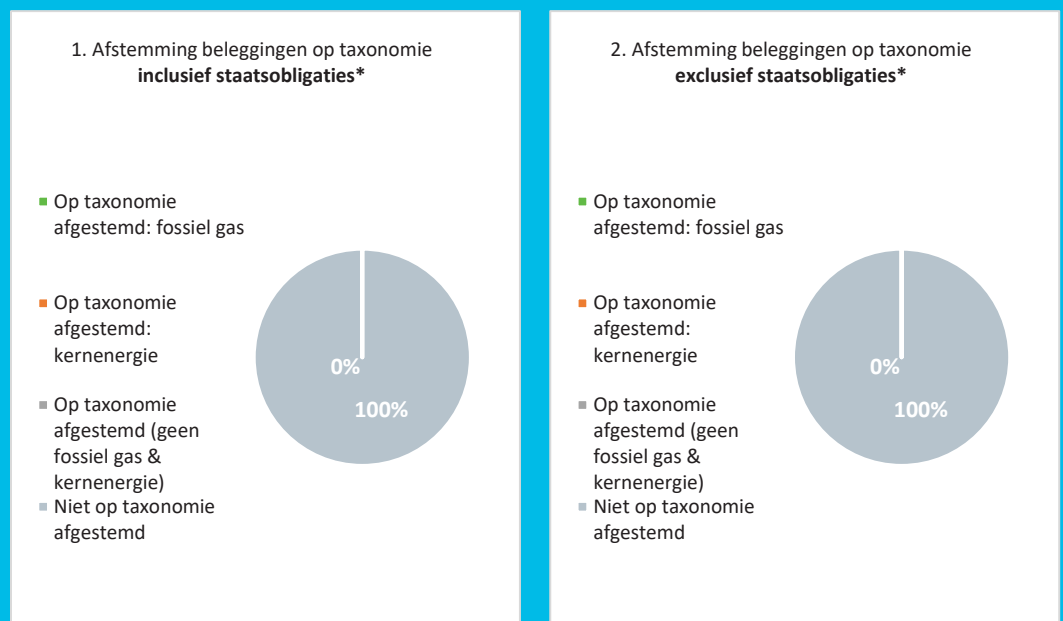 1. Afstemming beleggingen op taxonomie
inclusief staatsobligaties*
Op taxonomie
afgestemd: fossiel gas
Op taxonomie
afgestemd:
kernenergie
Op taxonomie
afgestemd (geen
fossiel gas &
kernenergie)
Niet op taxonomie
afgestemd
0%
100%
2. Afstemming beleggingen op taxonomie
exclusief staatsobligaties*
Op taxonomie
afgestemd: fossiel gas
Op taxonomie
afgestemd:
kernenergie
Op taxonomie
afgestemd (geen
fossiel gas &
kernenergie)
Niet op taxonomie
afgestemd
0%
100%